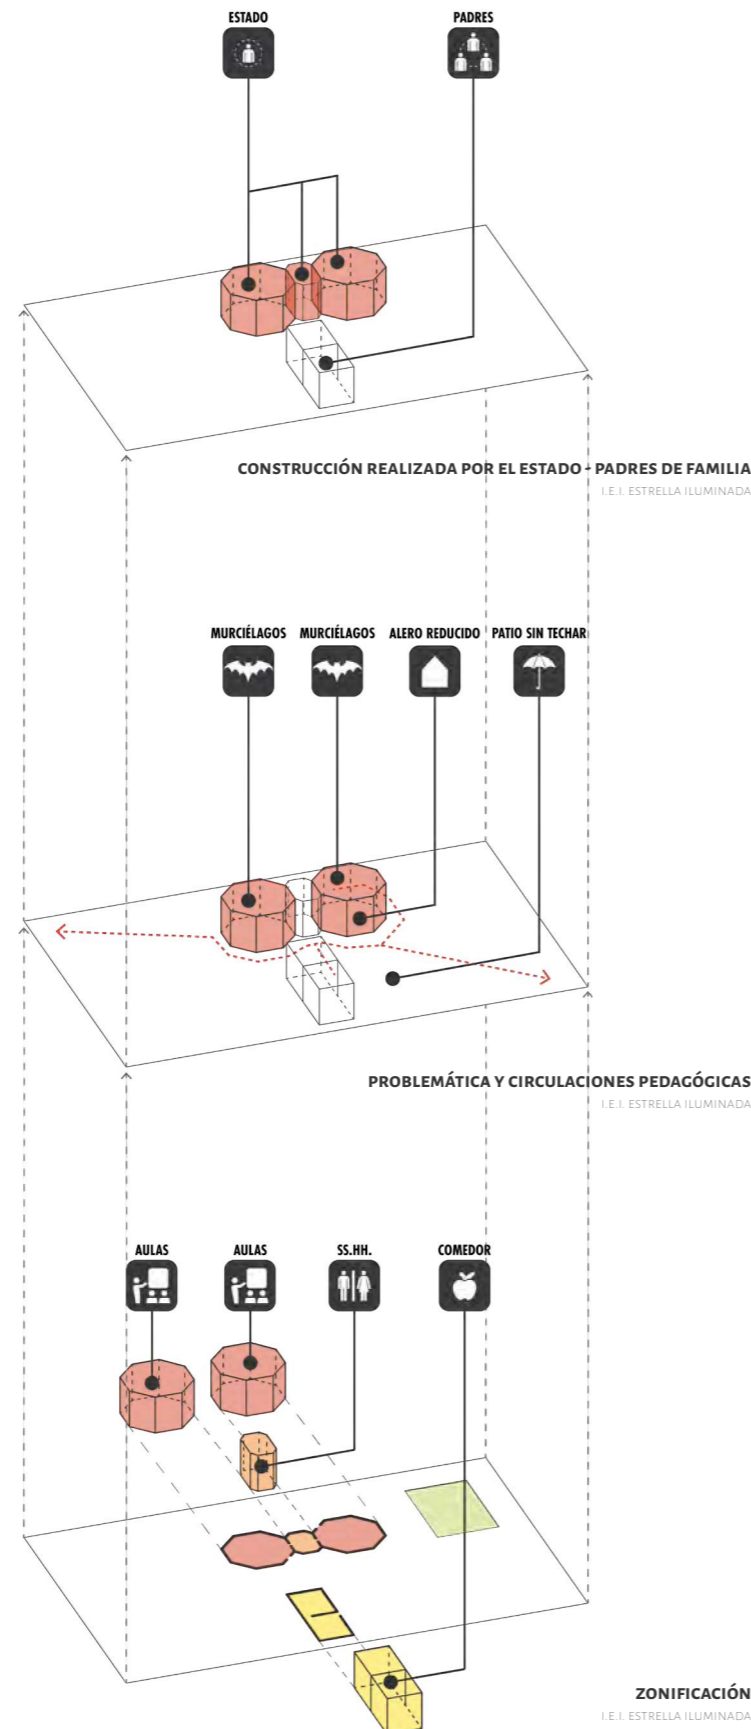 ESTADO
PADRES
CONSTRUCCIÓN REALIZADA POR EL ESTADO - PADRES DE FAMILIA
I.E.I. ESTRELLA ILUMINADA
MURCIÉLAGOS
MURCIÉLAGOS
ALERO REDUCIDO
PATIO SIN TECHAR
PROBLEMÁTICA Y CIRCULACIONES PEDAGÓGICAS
I.E.I. ESTRELLA ILUMINADA
AULAS
AULAS
SS.HH.
COMEDOR
ZONIFICACIÓN
I.E.I. ESTRELLA ILUMINADA